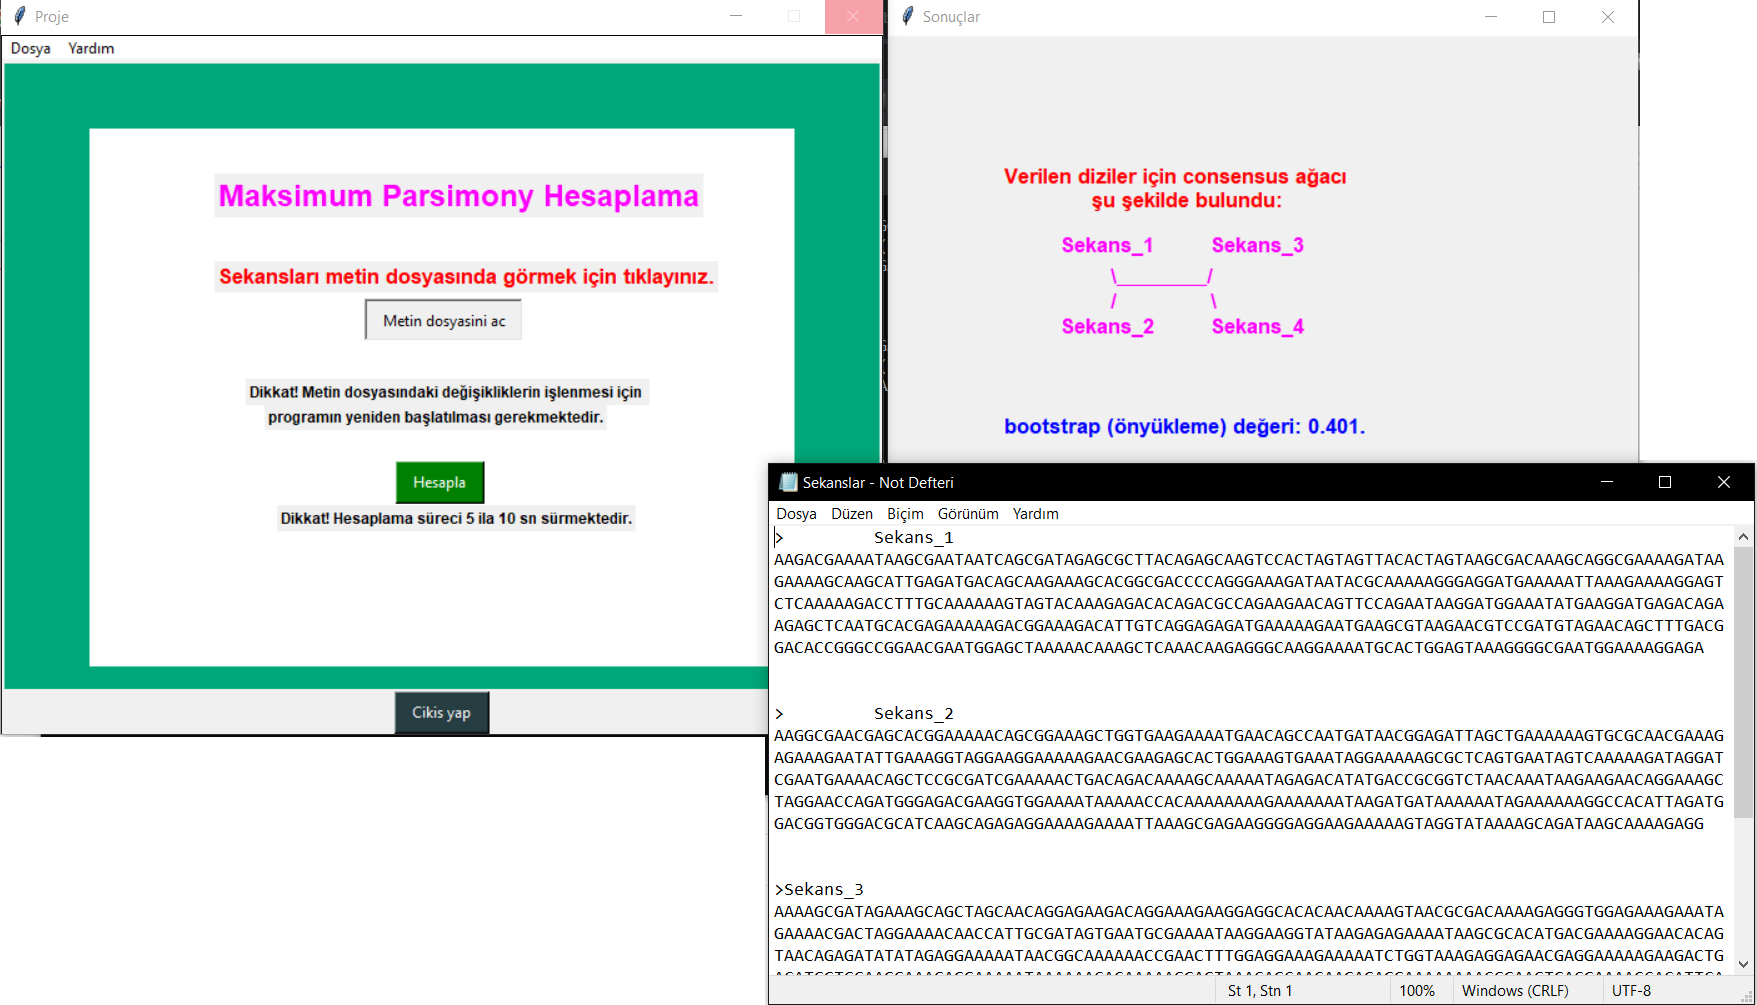 Proje
Dosya Yardım
Maksimum Parsimony Hesaplama
Sekansları metin dosyasında görmek için tıklayınız.
Metin dosyasini ac
Dikkat! Metin dosyasındaki değişikliklerin işlenmesi için
programın yeniden başlatılması gerekmektedir.
Hesapla
Dikkat! Hesaplama süreci 5 ila 10 sn sürmektedir.
Cikis yap
Sonuçlar
Verilen diziler için consensus ağacı
şu şekilde bulundu:
Sekans_1 Sekans_3
\_________/
/ \
Sekans_2 Sekans_4
bootstrap (önyükleme) değeri: 0.401.
Sekanslar - Not Defteri
Dosya Düzen Biçim Görünüm Yardım
> Sekans_1
AAGACGAAAATAAGCGAATAATCAGCGATAGAGCGCTTACAGAGCAAGTCCACTAGTAGTTACACTAGTAAGCGACAAAGCAGGCGAAAAGATAA
GAAAAGCAAGCATTGAGATGACAGCAAGAAAGCACGGCGACCCCAGGGAAAGATAATACGCAAAAAGGGAGGATGAAAAATTAAAGAAAAGGAGT
CTCAAAAAGACCTTTGCAAAAAAGTAGTACAAAGAGACACAGACGCCAGAAGAACAGTTCCAGAATAAGGATGGAAATATGAAGGATGAGACAGA
AGAGCTCAATGCACGAGAAAAAGACGGAAAGACATTGTCAGGAGAGATGAAAAAGAATGAAGCGTAAGAACGTCCGATGTAGAACAGCTTTGACG
GACACCGGGCCGGAACGAATGGAGCTAAAAACAAAGCTCAAACAAGAGGGCAAGGAAAATGCACTGGAGTAAAGGGGCGAATGGAAAAGGAGA
> Sekans_2
AAGGCGAACGAGCACGGAAAAACAGCGGAAAGCTGGTGAAGAAAATGAACAGCCAATGATAACGGAGATTAGCTGAAAAAAGTGCGCAACGAAAG
AGAAAGAATATTGAAAGGTAGGAAGGAAAAAGAACGAAGAGCACTGGAAAGTGAAATAGGAAAAAGCGCTCAGTGAATAGTCAAAAAGATAGGAT
CGAATGAAAACAGCTCCGCGATCGAAAAACTGACAGACAAAAGCAAAAATAGAGACATATGACCGCGGTCTAACAAATAAGAAGAACAGGAAAGC
TAGGAACCAGATGGGAGACGAAGGTGGAAAATAAAAACCACAAAAAAAAGAAAAAAATAAGATGATAAAAAATAGAAAAAAGGCCACATTAGATG
GACGGTGGGACGCATCAAGCAGAGAGGAAAAGAAAATTAAAGCGAGAAGGGGAGGAAGAAAAAGTAGGTATAAAAGCAGATAAGCAAAAGAGG
>Sekans_3
AAAAGCGATAGAAAGCAGCTAGCAACAGGAGAAGACAGGAAAGAAGGAGGCACACAACAAAAGTAACGCGACAAAAGAGGGTGGAGAAAGAAATA
GAAAACGACTAGGAAAACAACCATTGCGATAGTGAATGCGAAAATAAGGAAGGTATAAGAGAGAAAATAAGCGCACATGACGAAAAGGAACACAG
TAACAGAGATATATAGAGGAAAAATAACGGCAAAAAACCGAACTTTGGAGGAAAGAAAAATCTGGTAAAGAGGAGAACGAGGAAAAAGAAGACTG
St 1, Stn 1
100%
Windows (CRLF)
UTF-8